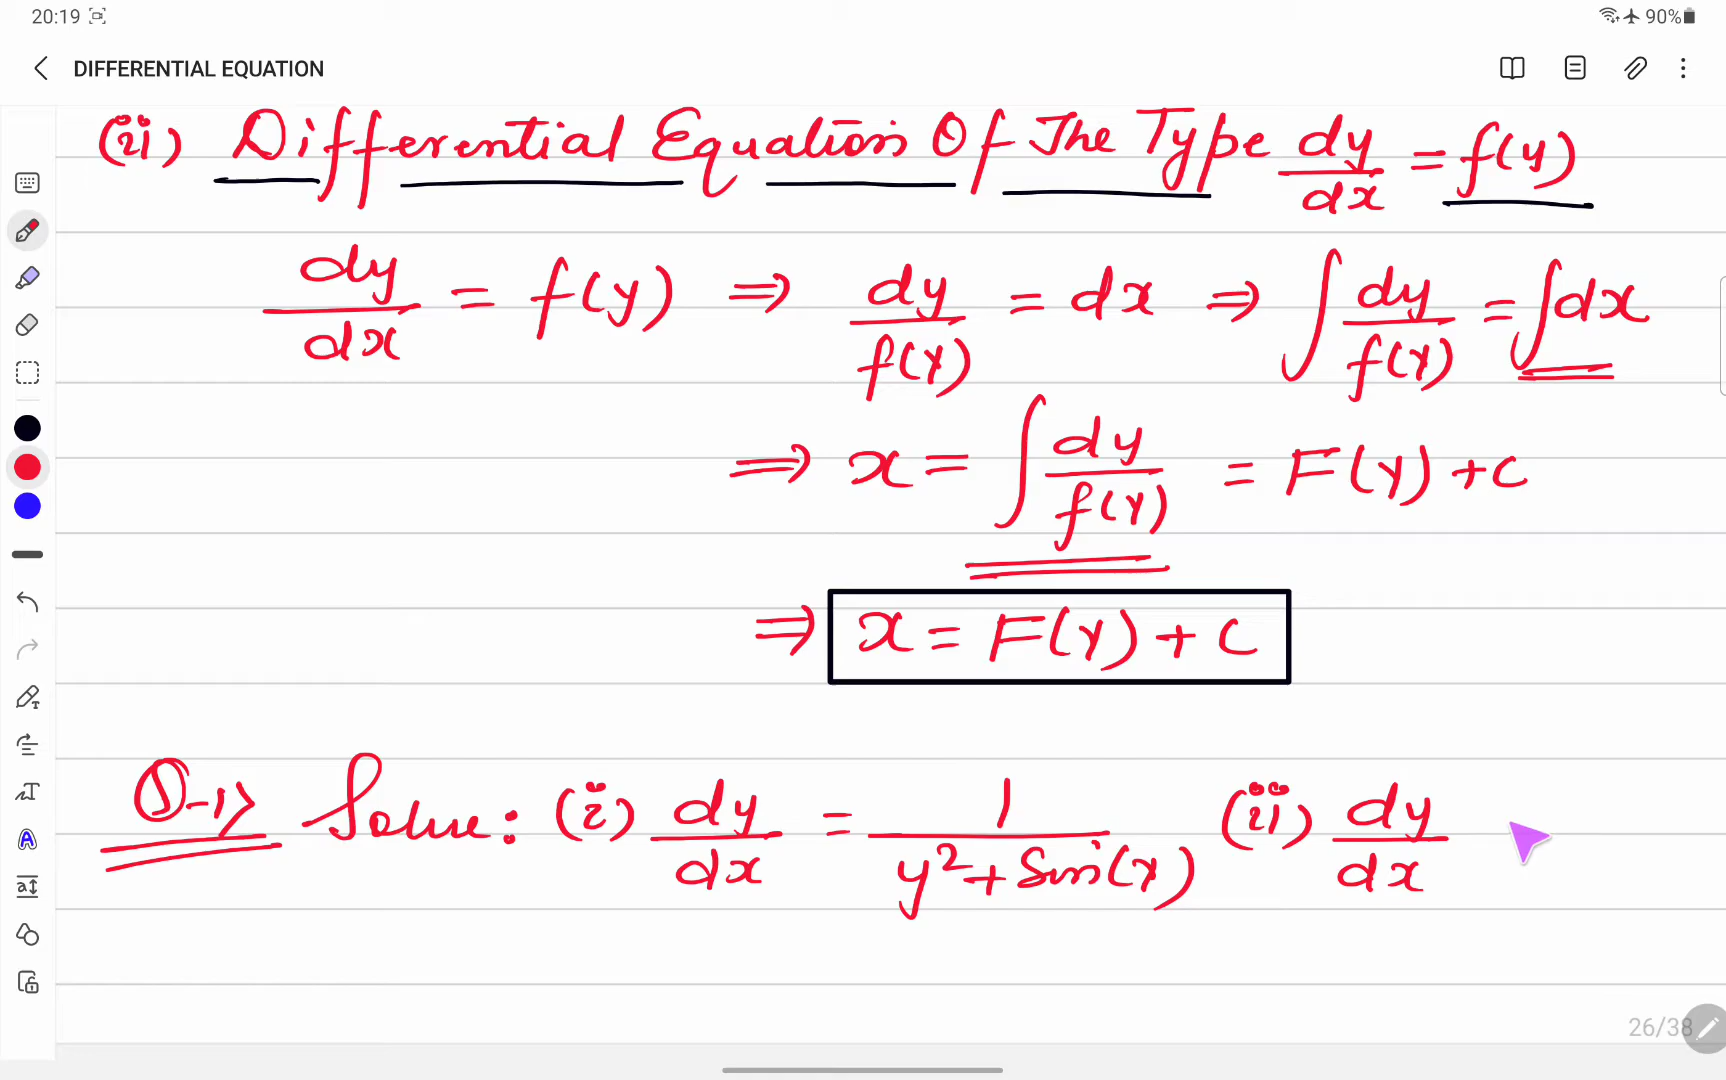 20:19 90%
DIFFERENTIAL EQUATION
(ii) Differential Equation Of The Type dy/dx = f(y)
dy/dx = f(y) ⇒ dy/f(y) = dx ⇒ ∫ dy/f(y) = ∫ dx
⇒ x = ∫ dy/f(y) = F(y) + C
⇒ x = F(y) + C
Q-1> Solve: (i) dy/dx = 1/(y² + Sin(y)) (ii) dy/dx
26/38